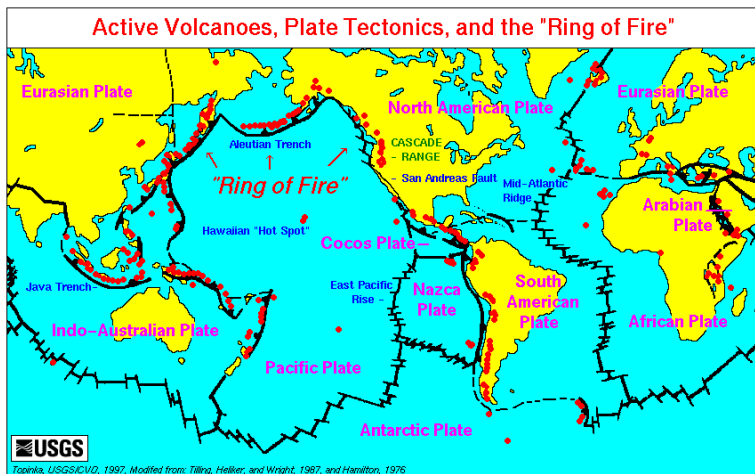 Active Volcanoes, Plate Tectonics, and the "Ring of Fire"
Eurasian Plate
North American Plate
Eurasian Plate
Aleutian Trench
CASCADE
RANGE
"Ring of Fire"
San Andreas Fault
Mid-Atlantic
Ridge
Arabian
Plate
Hawaiian "Hot Spot"
Cocos Plate
Java Trench
East Pacific
Rise
Nazca
Plate
South
American
Plate
Indo-Australian Plate
African Plate
Pacific Plate
Antarctic Plate
USGS
Topinka, USGS/CVO, 1997, Modified from: Tilling, Heliker, and Wright, 1987, and Hamilton, 1976